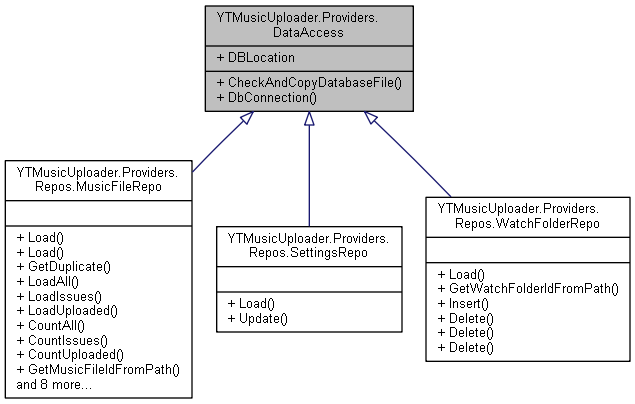 YTMusicUploader.Providers.
DataAccess
+ DBLocation
+ CheckAndCopyDatabaseFile()
+ DbConnection()
YTMusicUploader.Providers.
Repos.MusicFileRepo
+ Load()
+ Load()
+ GetDuplicate()
+ LoadAll()
+ LoadIssues()
+ LoadUploaded()
+ CountAll()
+ CountIssues()
+ CountUploaded()
+ GetMusicFileIdFromPath()
and 8 more...
YTMusicUploader.Providers.
Repos.SettingsRepo
+ Load()
+ Update()
YTMusicUploader.Providers.
Repos.WatchFolderRepo
+ Load()
+ GetWatchFolderIdFromPath()
+ Insert()
+ Delete()
+ Delete()
+ Delete()